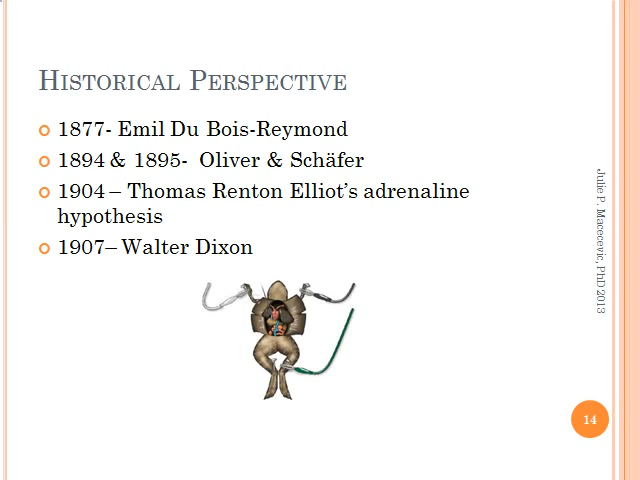 Historical Perspective
1877- Emil Du Bois-Reymond
1894 & 1895- Oliver & Schäfer
1904 – Thomas Renton Elliot’s adrenaline
hypothesis
1907– Walter Dixon
Julie P. Macecevic, PhD 2013
14